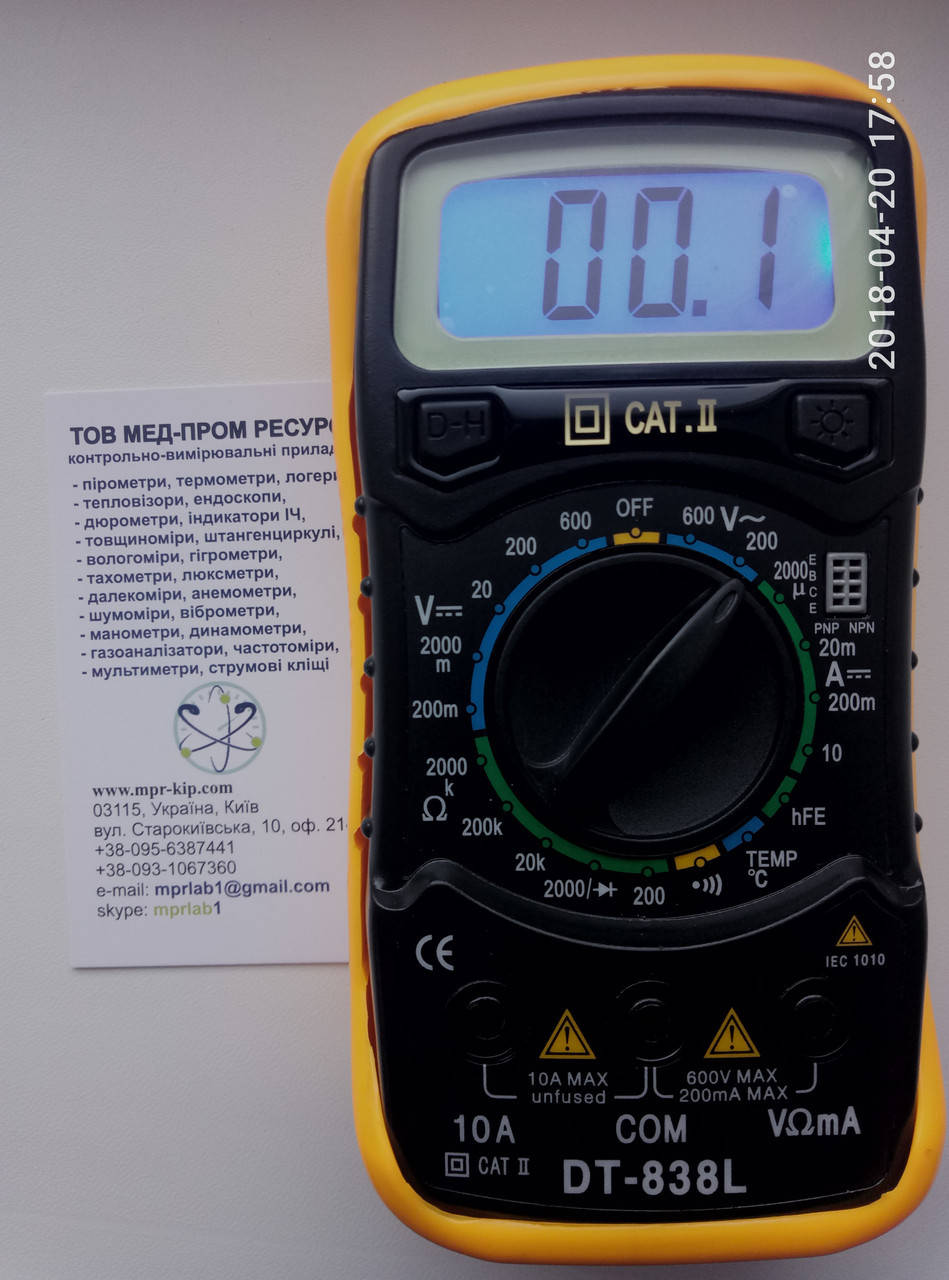 2018-04-20 17:58
00.1
D-H
CAT.II
OFF
600 V~
200
2000
µ
E
B
C
E
PNP NPN
20m
A
200m
10
hFE
TEMP
°C
200
2000/
20k
200k
2000
k
Ω
200m
2000
m
V
20
200
600
CE
IEC 1010
10A MAX
unfused
600V MAX
200mA MAX
10A
COM
VΩmA
CAT II
DT-838L
ТОВ МЕД-ПРОМ РЕСУРС
контрольно-вимірювальні прилад
- пірометри, термометри, логери
- тепловізори, ендоскопи,
- дюрометри, індикатори ІЧ,
- товщиноміри, штангенциркулі,
- вологоміри, гігрометри,
- тахометри, люксметри,
- далекоміри, анемометри,
- шумоміри, віброметри,
- манометри, динамометри,
- газоаналізатори, частотоміри,
- мультиметри, струмові кліщі
www.mpr-kip.com
03115, Україна, Київ
вул. Старокиївська, 10, оф. 21
+38-095-6387441
+38-093-1067360
e-mail: mprlab1@gmail.com
skype: mprlab1